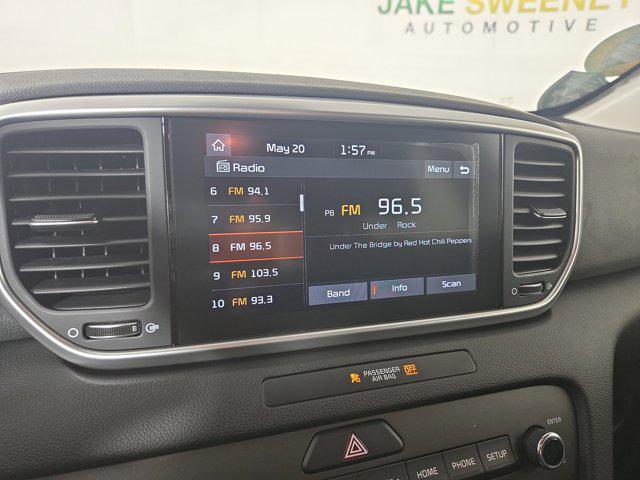 JAKE SWEENEY
AUTOMOTIVE
May 20 1:57 PM
Radio Menu
6 FM 94.1
7 FM 95.9
8 FM 96.5
9 FM 103.5
10 FM 93.3
P8 FM 96.5
Under Rock
Under The Bridge by Red Hot Chili Peppers
Band ! Info Scan
PASSENGER
AIR BAG OFF
HOME PHONE SETUP
ENTER